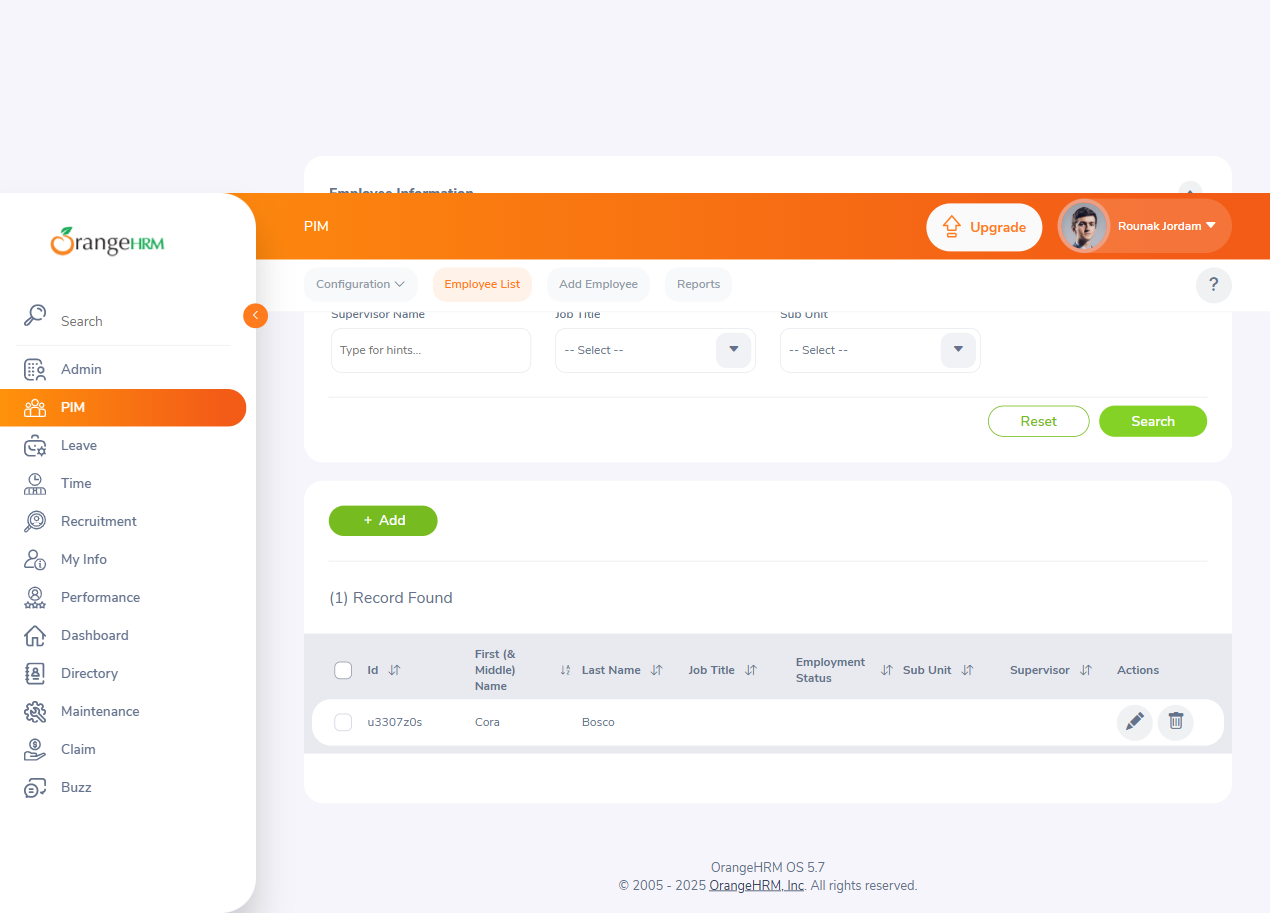 Employee Information
OrangeHRM
PIM
Upgrade
Rounak Jordam
Configuration
Employee List
Add Employee
Reports
?
Search
Admin
PIM
Leave
Time
Recruitment
My Info
Performance
Dashboard
Directory
Maintenance
Claim
Buzz
Supervisor Name
Job Title
Sub Unit
Type for hints...
-- Select --
-- Select --
Reset
Search
+ Add
(1) Record Found
Id
First (& Middle) Name
Last Name
Job Title
Employment Status
Sub Unit
Supervisor
Actions
u3307z0s
Cora
Bosco
OrangeHRM OS 5.7
© 2005 - 2025 OrangeHRM, Inc. All rights reserved.